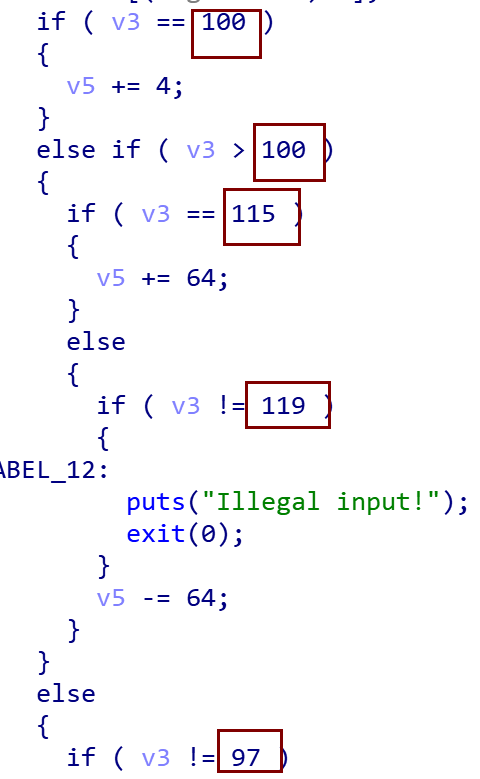 if ( v3 == 100 )
{
v5 += 4;
}
else if ( v3 > 100 )
{
if ( v3 == 115 )
{
v5 += 64;
}
else
{
if ( v3 != 119 )
{
ABEL_12:
puts("Illegal input!");
exit(0);
}
v5 -= 64;
}
}
else
{
if ( v3 != 97 )